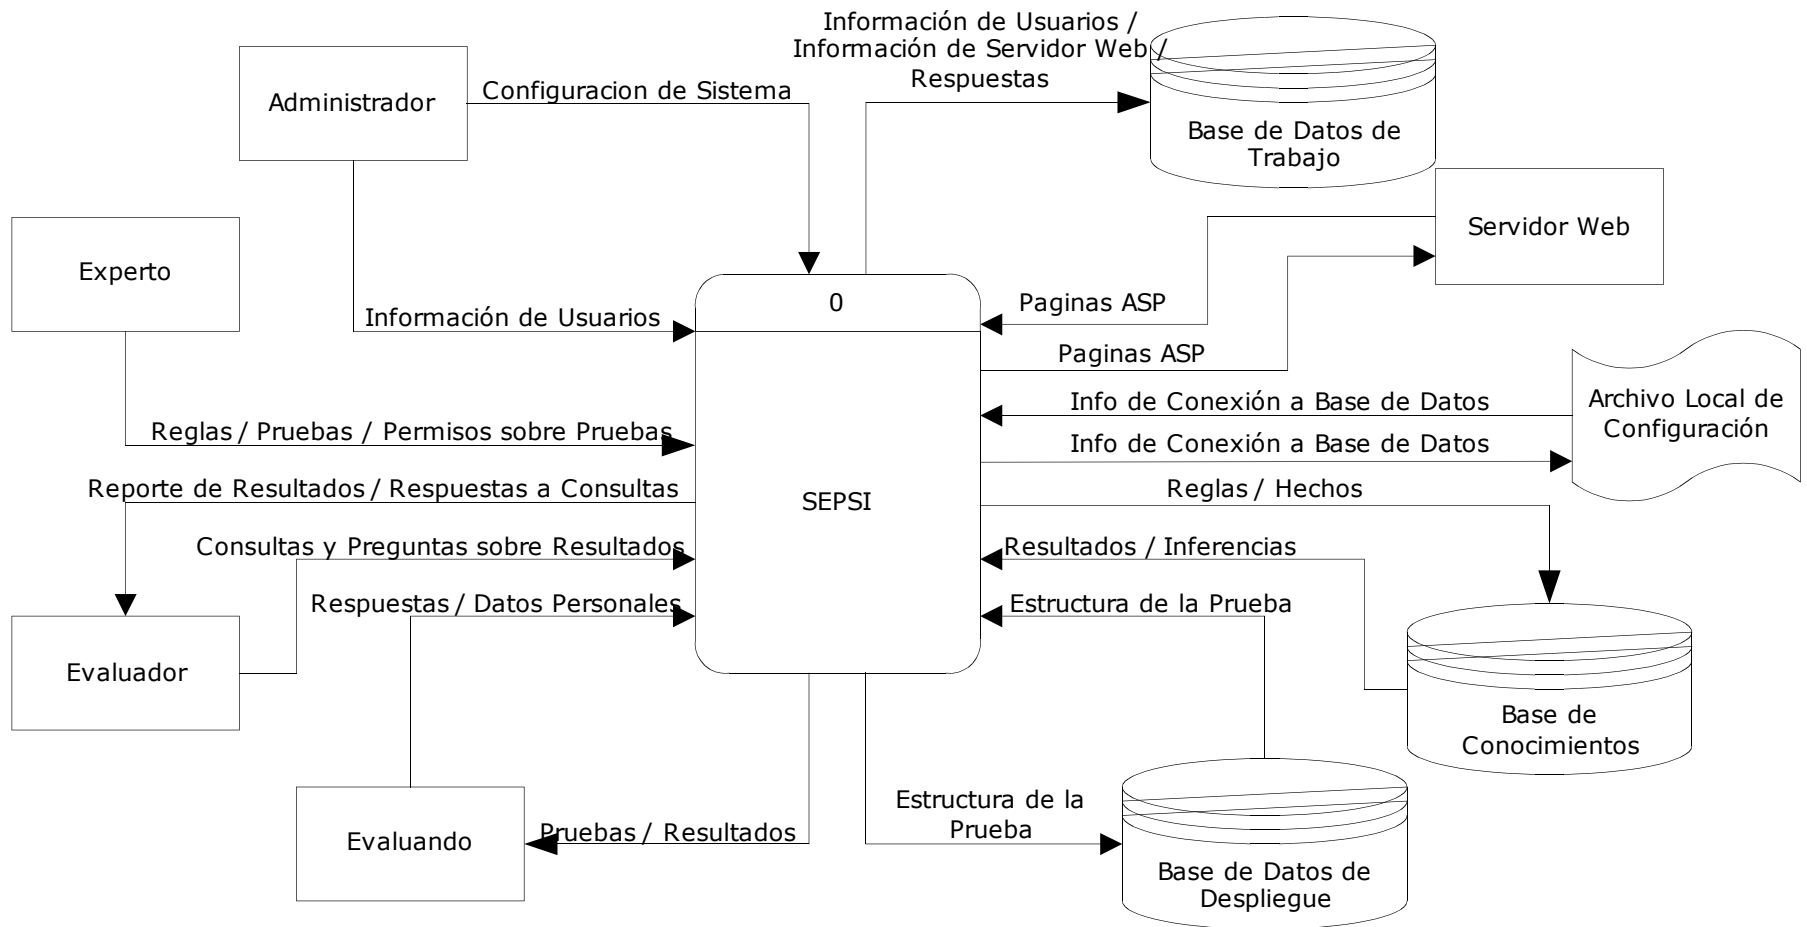 Información de Usuarios /
Información de Servidor Web /
Respuestas
Administrador
Configuracion de Sistema
Base de Datos de
Trabajo
Servidor Web
Experto
0
Información de Usuarios
Paginas ASP
Paginas ASP
Archivo Local de
Configuración
Info de Conexión a Base de Datos
Info de Conexión a Base de Datos
Reglas / Pruebas / Permisos sobre Pruebas
Reporte de Resultados / Respuestas a Consultas
SEPSI
Reglas / Hechos
Consultas y Preguntas sobre Resultados
Resultados / Inferencias
Respuestas / Datos Personales
Estructura de la Prueba
Evaluador
Base de
Conocimientos
Estructura de la
Prueba
Evaluando
Pruebas / Resultados
Base de Datos de
Despliegue